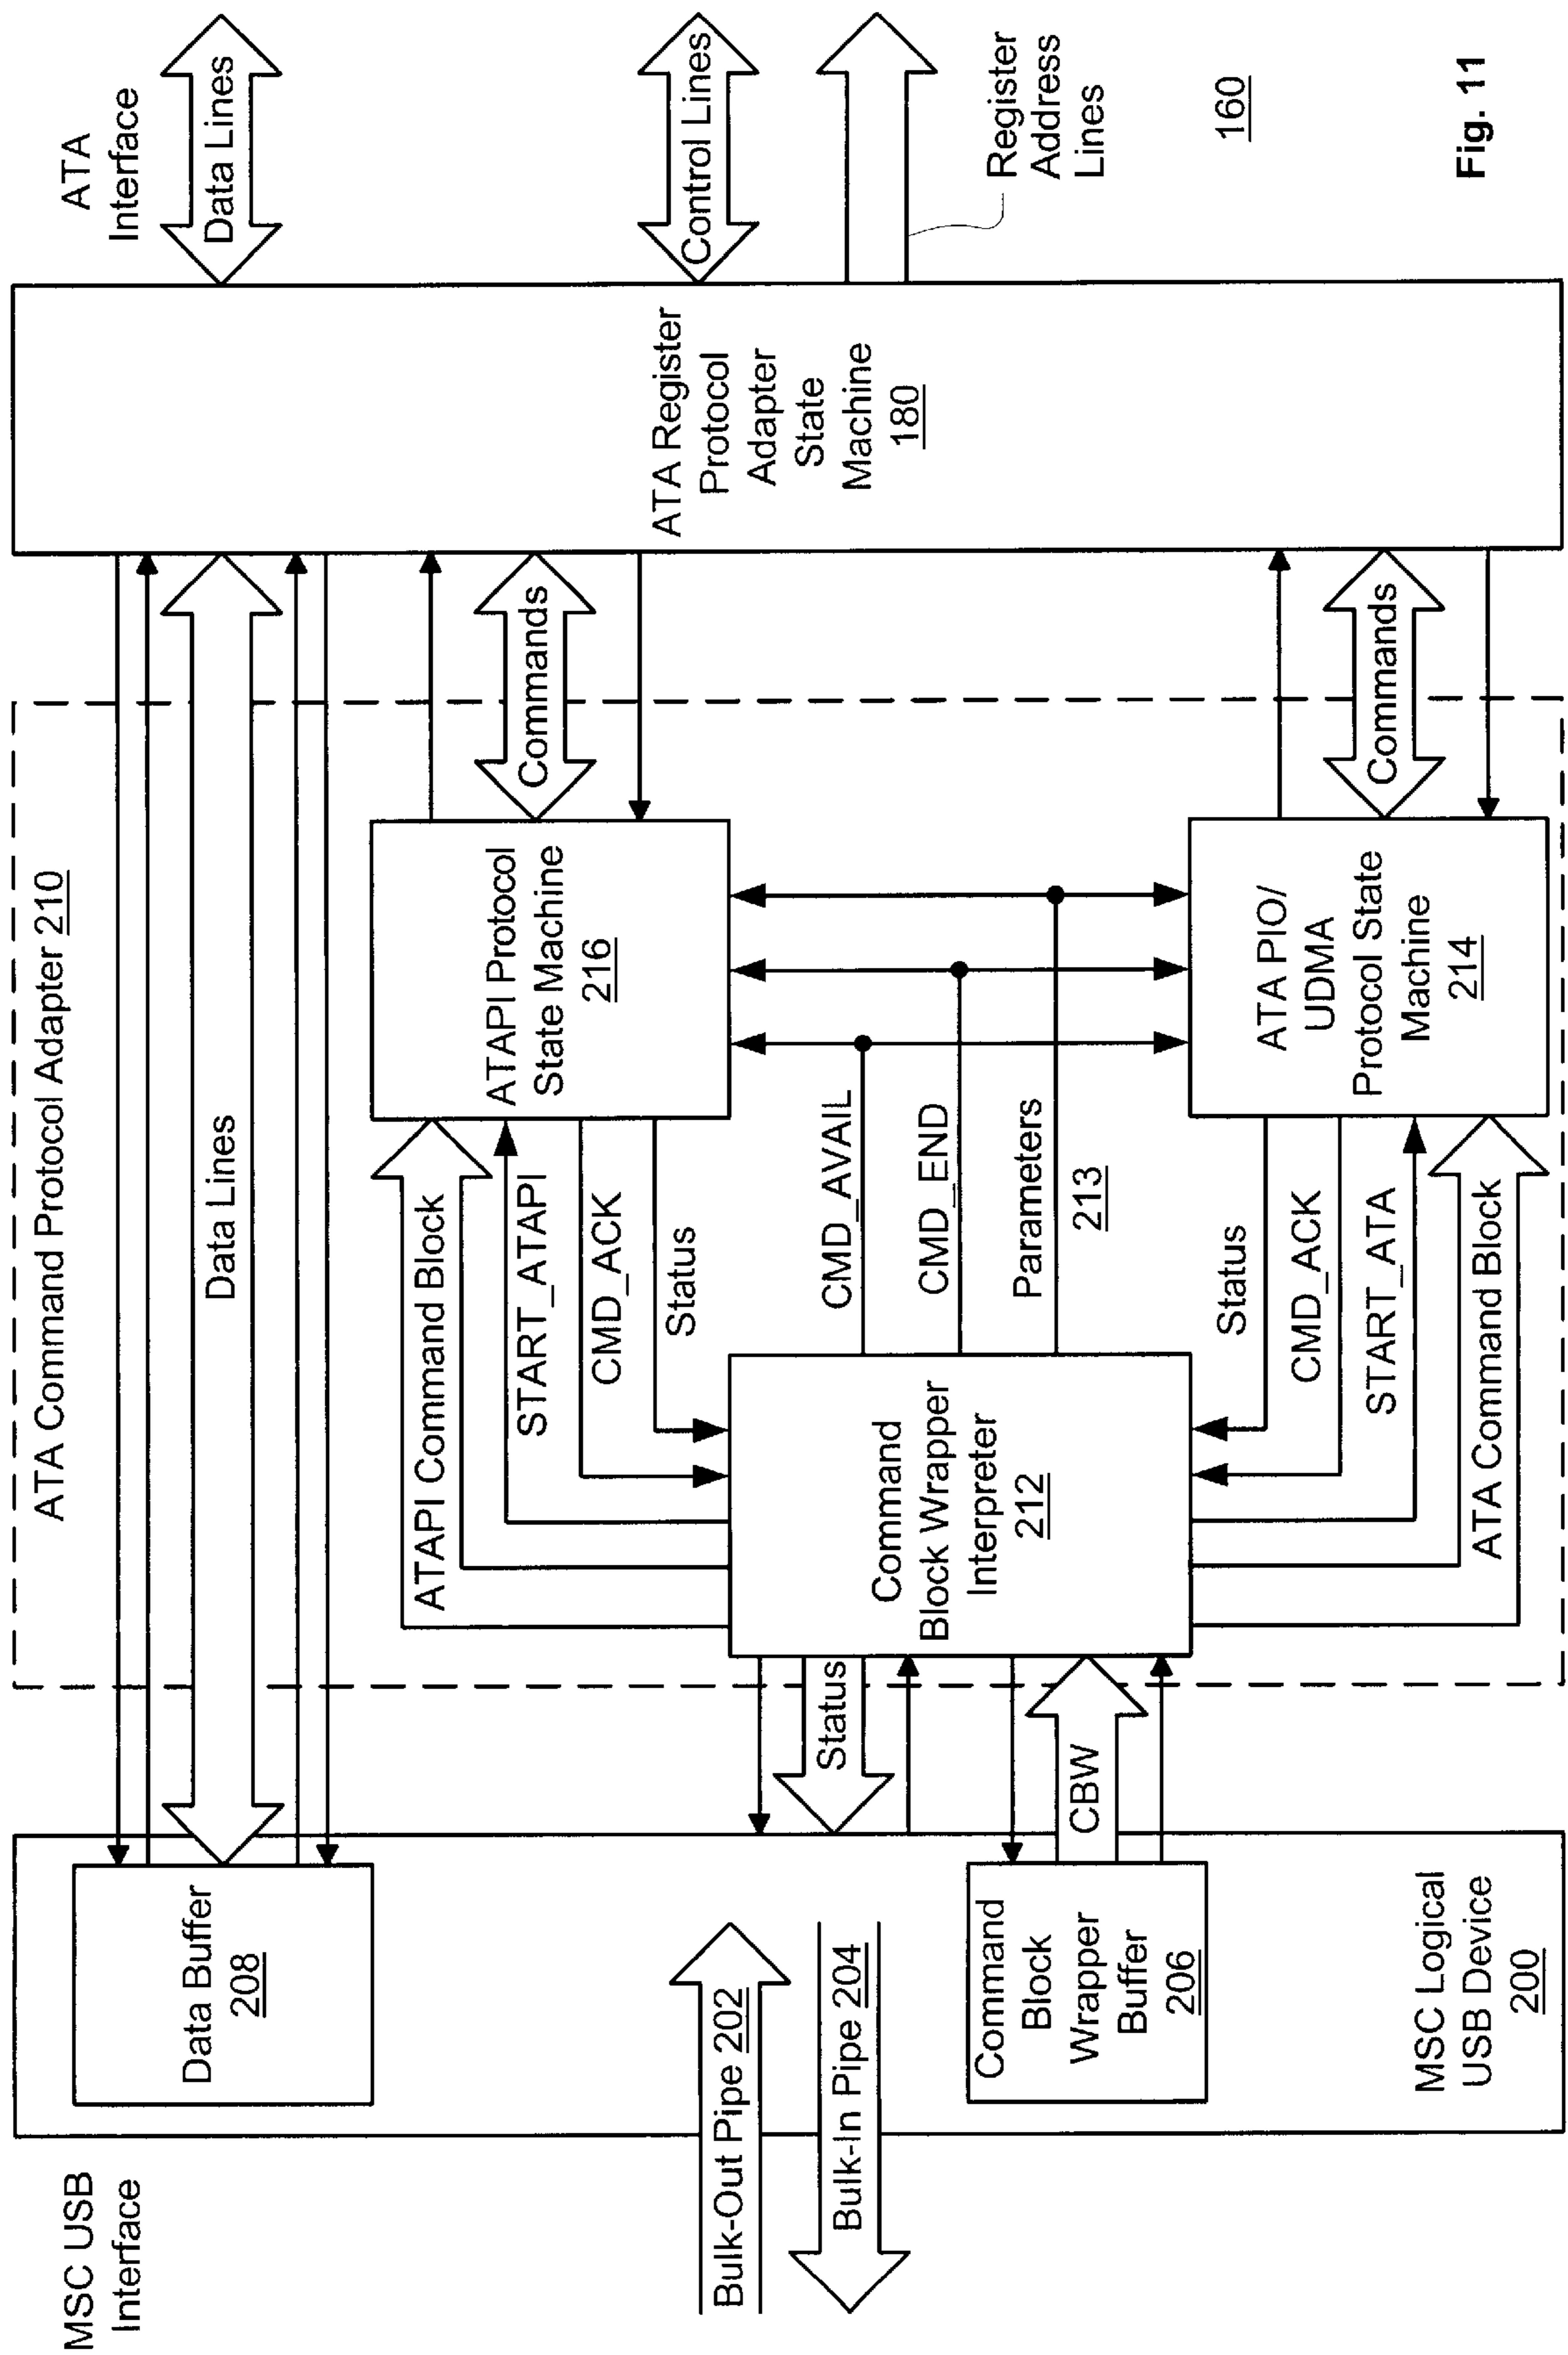 MSC USB
Interface
ATA
Interface
ATA Command Protocol Adapter 210
Data Lines
Data Lines
Data Buffer
208
ATAPI Command Block
START_ATAPI
CMD_ACK
Status
ATAPI Protocol
State Machine
216
Commands
ATA Register
Protocol
Adapter
State
Machine
180
Control Lines
Register
Address
Lines
Bulk-Out Pipe 202
Bulk-In Pipe 204
Status
CBW
Command
Block Wrapper
Interpreter
212
CMD_AVAIL
CMD_END
Parameters
213
Command
Block
Wrapper
Buffer
206
Status
CMD_ACK
START_ATA
ATA Command Block
ATA PIO/
UDMA
Protocol State
Machine
214
Commands
MSC Logical
USB Device
200
160
Fig. 11